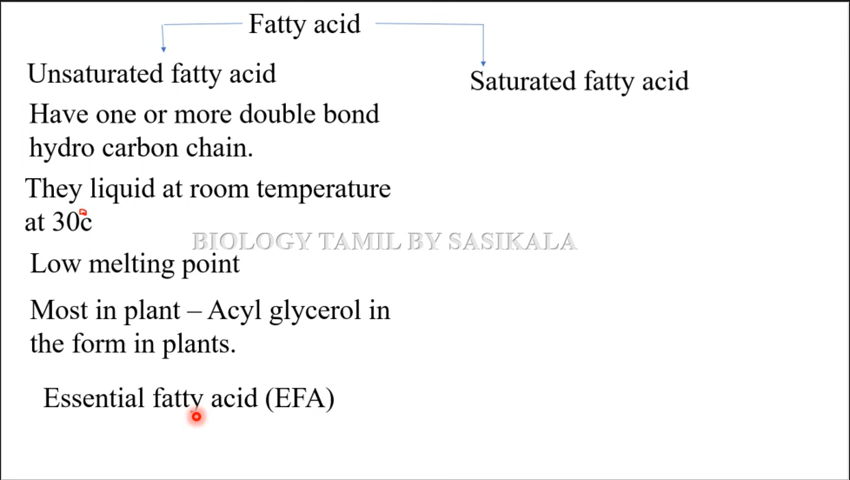 Fatty acid
Unsaturated fatty acid
Saturated fatty acid
Have one or more double bond
hydro carbon chain.
They liquid at room temperature
at 30c
BIOLOGY TAMIL BY SASIKALA
Low melting point
Most in plant – Acyl glycerol in
the form in plants.
Essential fatty acid (EFA)